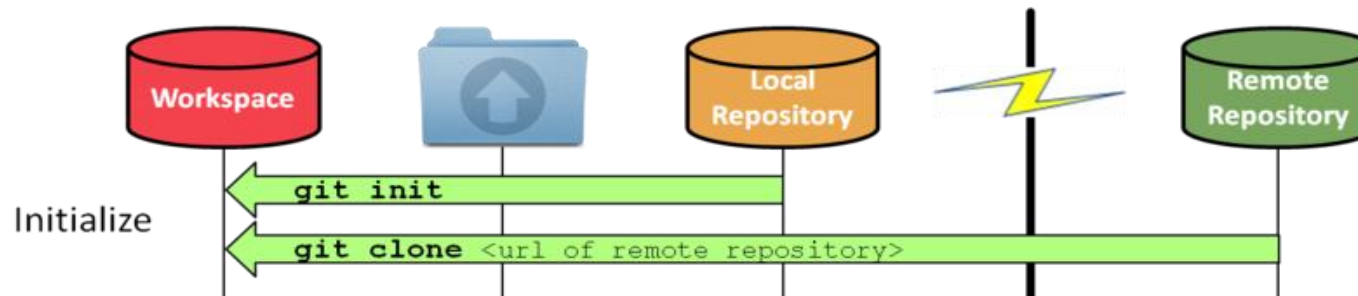 Workspace
Local
Repository
Remote
Repository
git init
Initialize
git clone <url of remote repository>